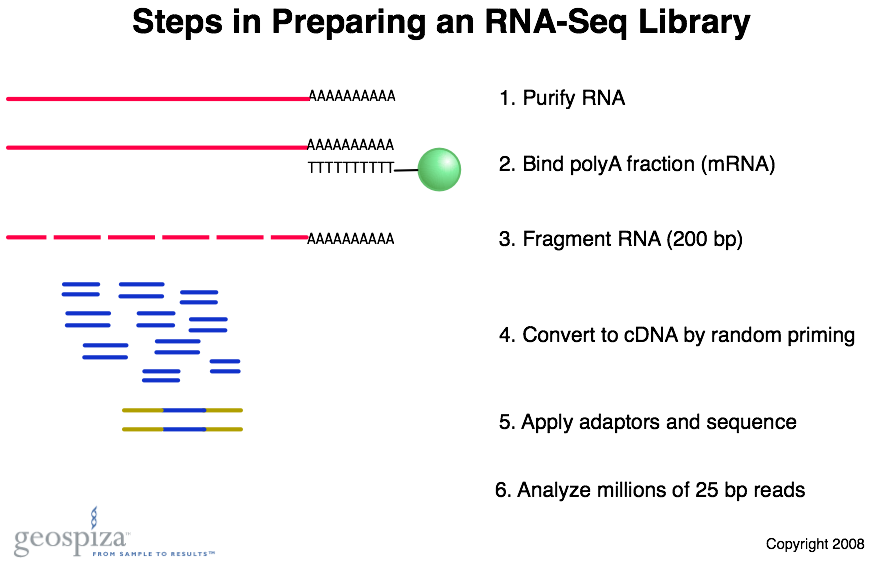 Steps in Preparing an RNA-Seq Library
AAAAAAAAAA
1. Purify RNA
AAAAAAAAAA
TTTTTTTTTT
2. Bind polyA fraction (mRNA)
AAAAAAAAAA
3. Fragment RNA (200 bp)
4. Convert to cDNA by random priming
5. Apply adaptors and sequence
6. Analyze millions of 25 bp reads
geospiza™
FROM SAMPLE TO RESULTS™
Copyright 2008